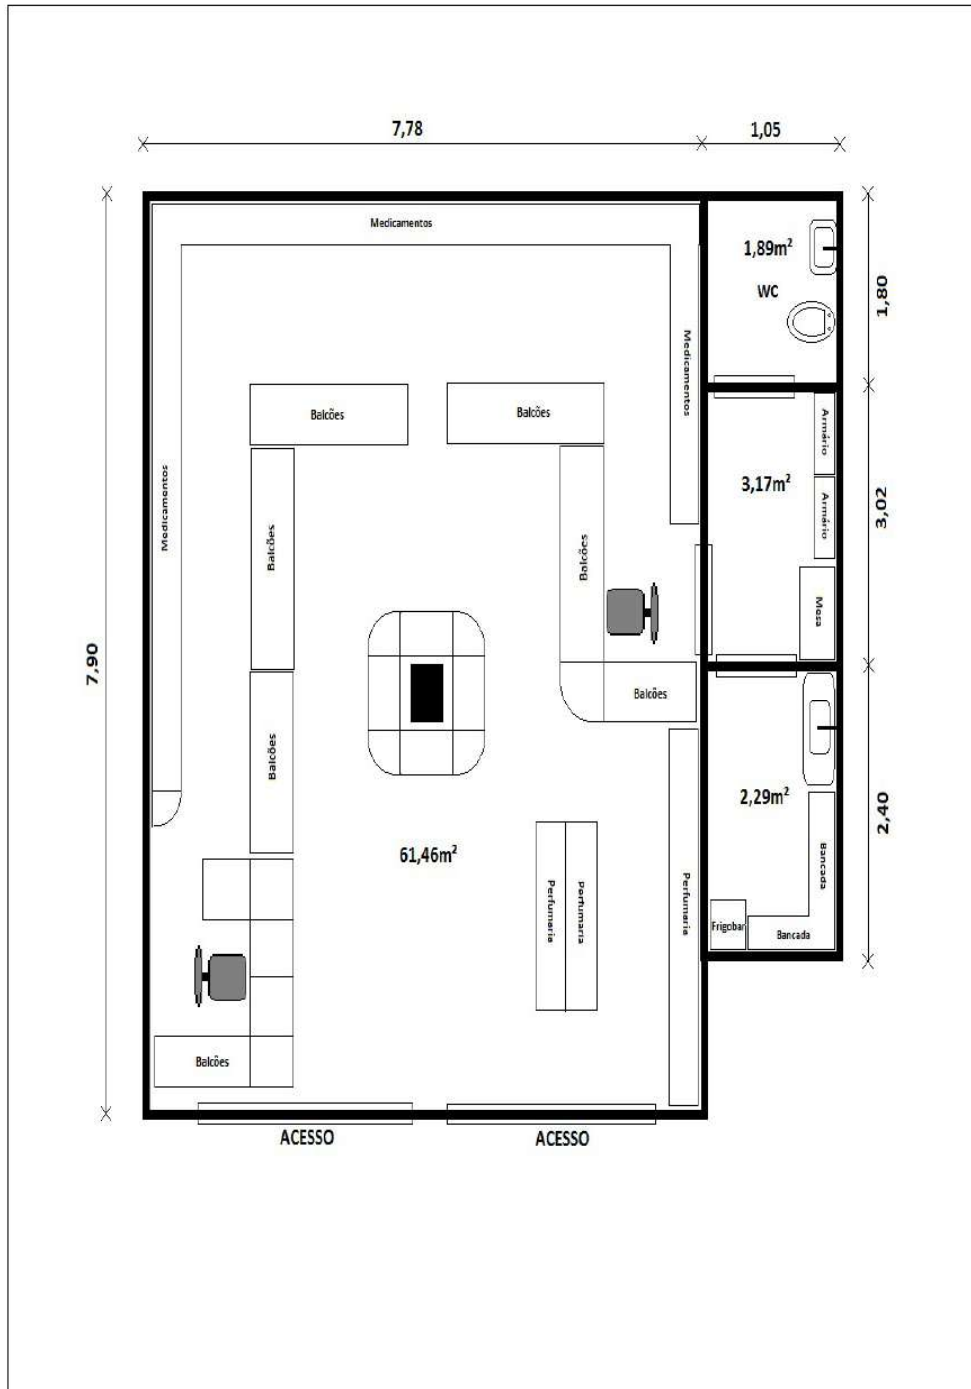 7,78
1,05
Medicamentos
1,89m²
WC
1,80
Medicamentos
Balcões
Balcões
Armário
3,17m²
Armário
3,02
Medicamentos
Balcões
Balcões
Mesa
7,90
Balcões
Balcões
2,29m²
2,40
61,46m²
Bancada
Perfumaria
Perfumaria
Perfumaria
Frigobar
Bancada
Balcões
ACESSO
ACESSO